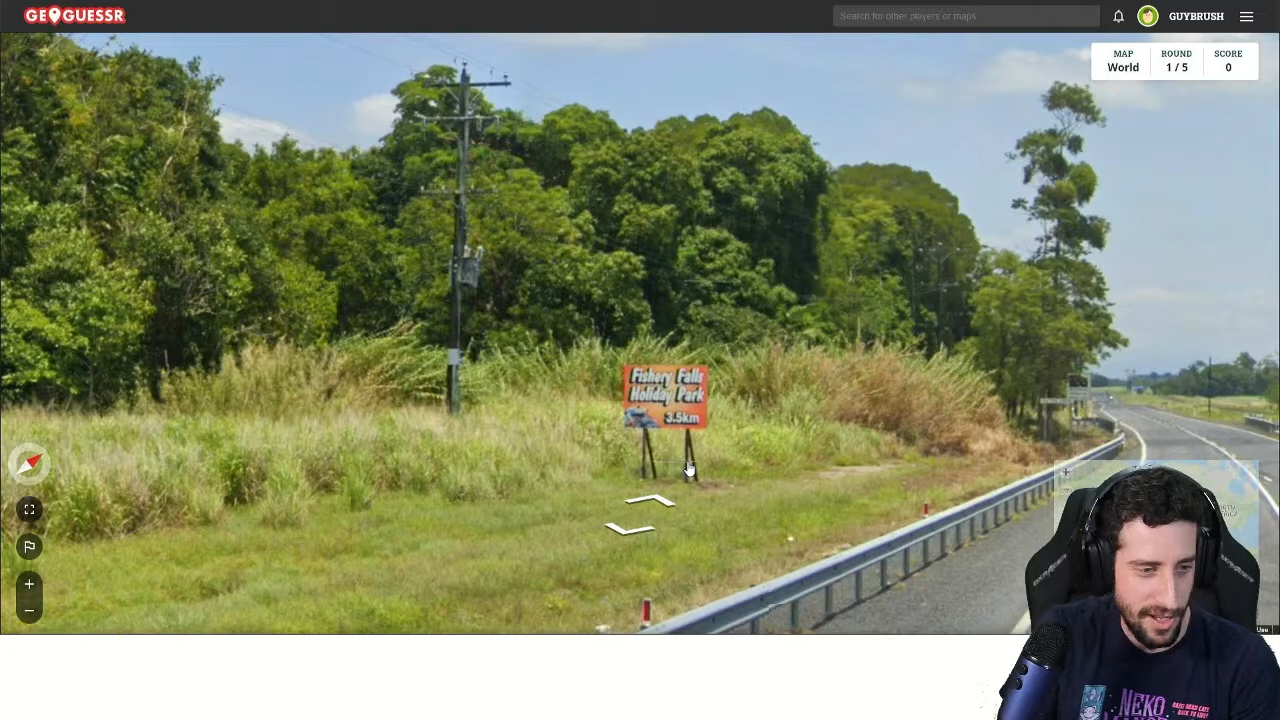 GEOGUESSR
Search for other players or maps
GUYBRUSH
MAP
World
ROUND
1 / 5
SCORE
0
Fishery Falls
Holiday Park
3.5km
NEKO